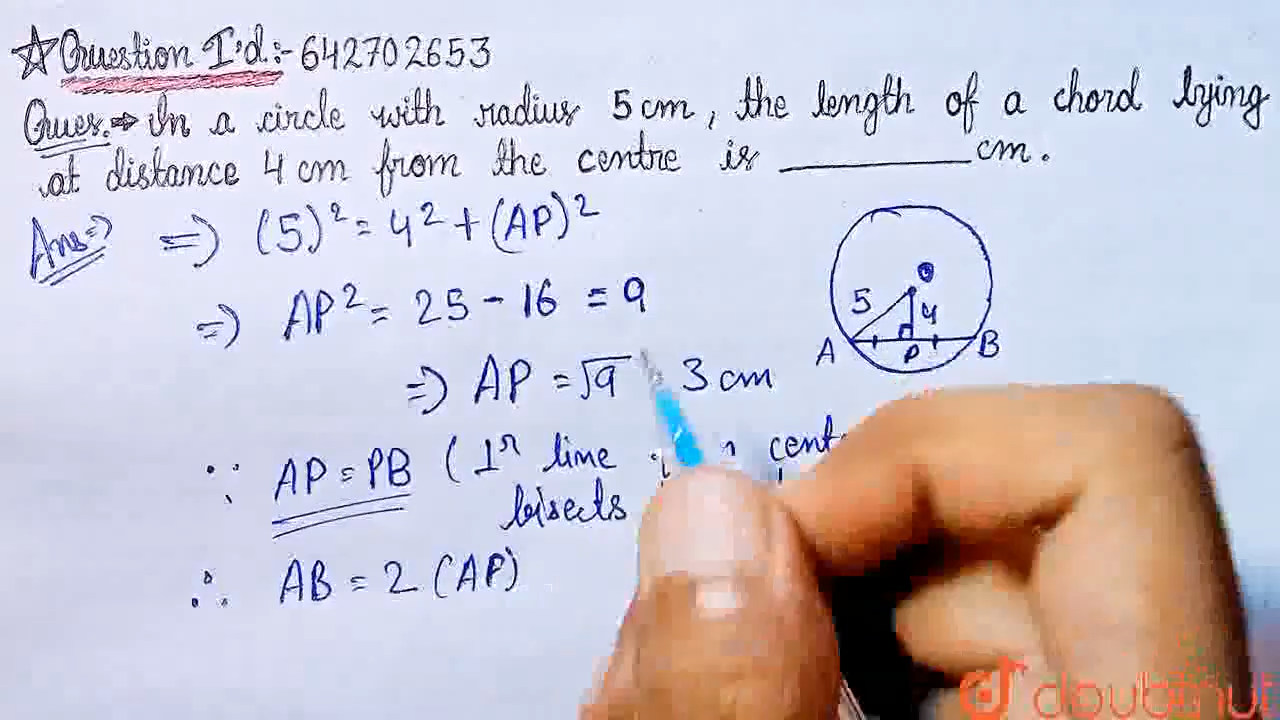 ☆Question I'd:- 642702653
Ques.⇒ In a circle with radius 5 cm, the length of a chord lying
at distance 4 cm from the centre is ________ cm.
Ans⇒ ⇒ (5)² = 4² + (AP)²
⇒ AP² = 25 - 16 = 9
⇒ AP = √9 3 cm
∵ AP = PB (1r line
bisects
∴ AB = 2 (AP)
O
5
4
A
P
B
doubtnut